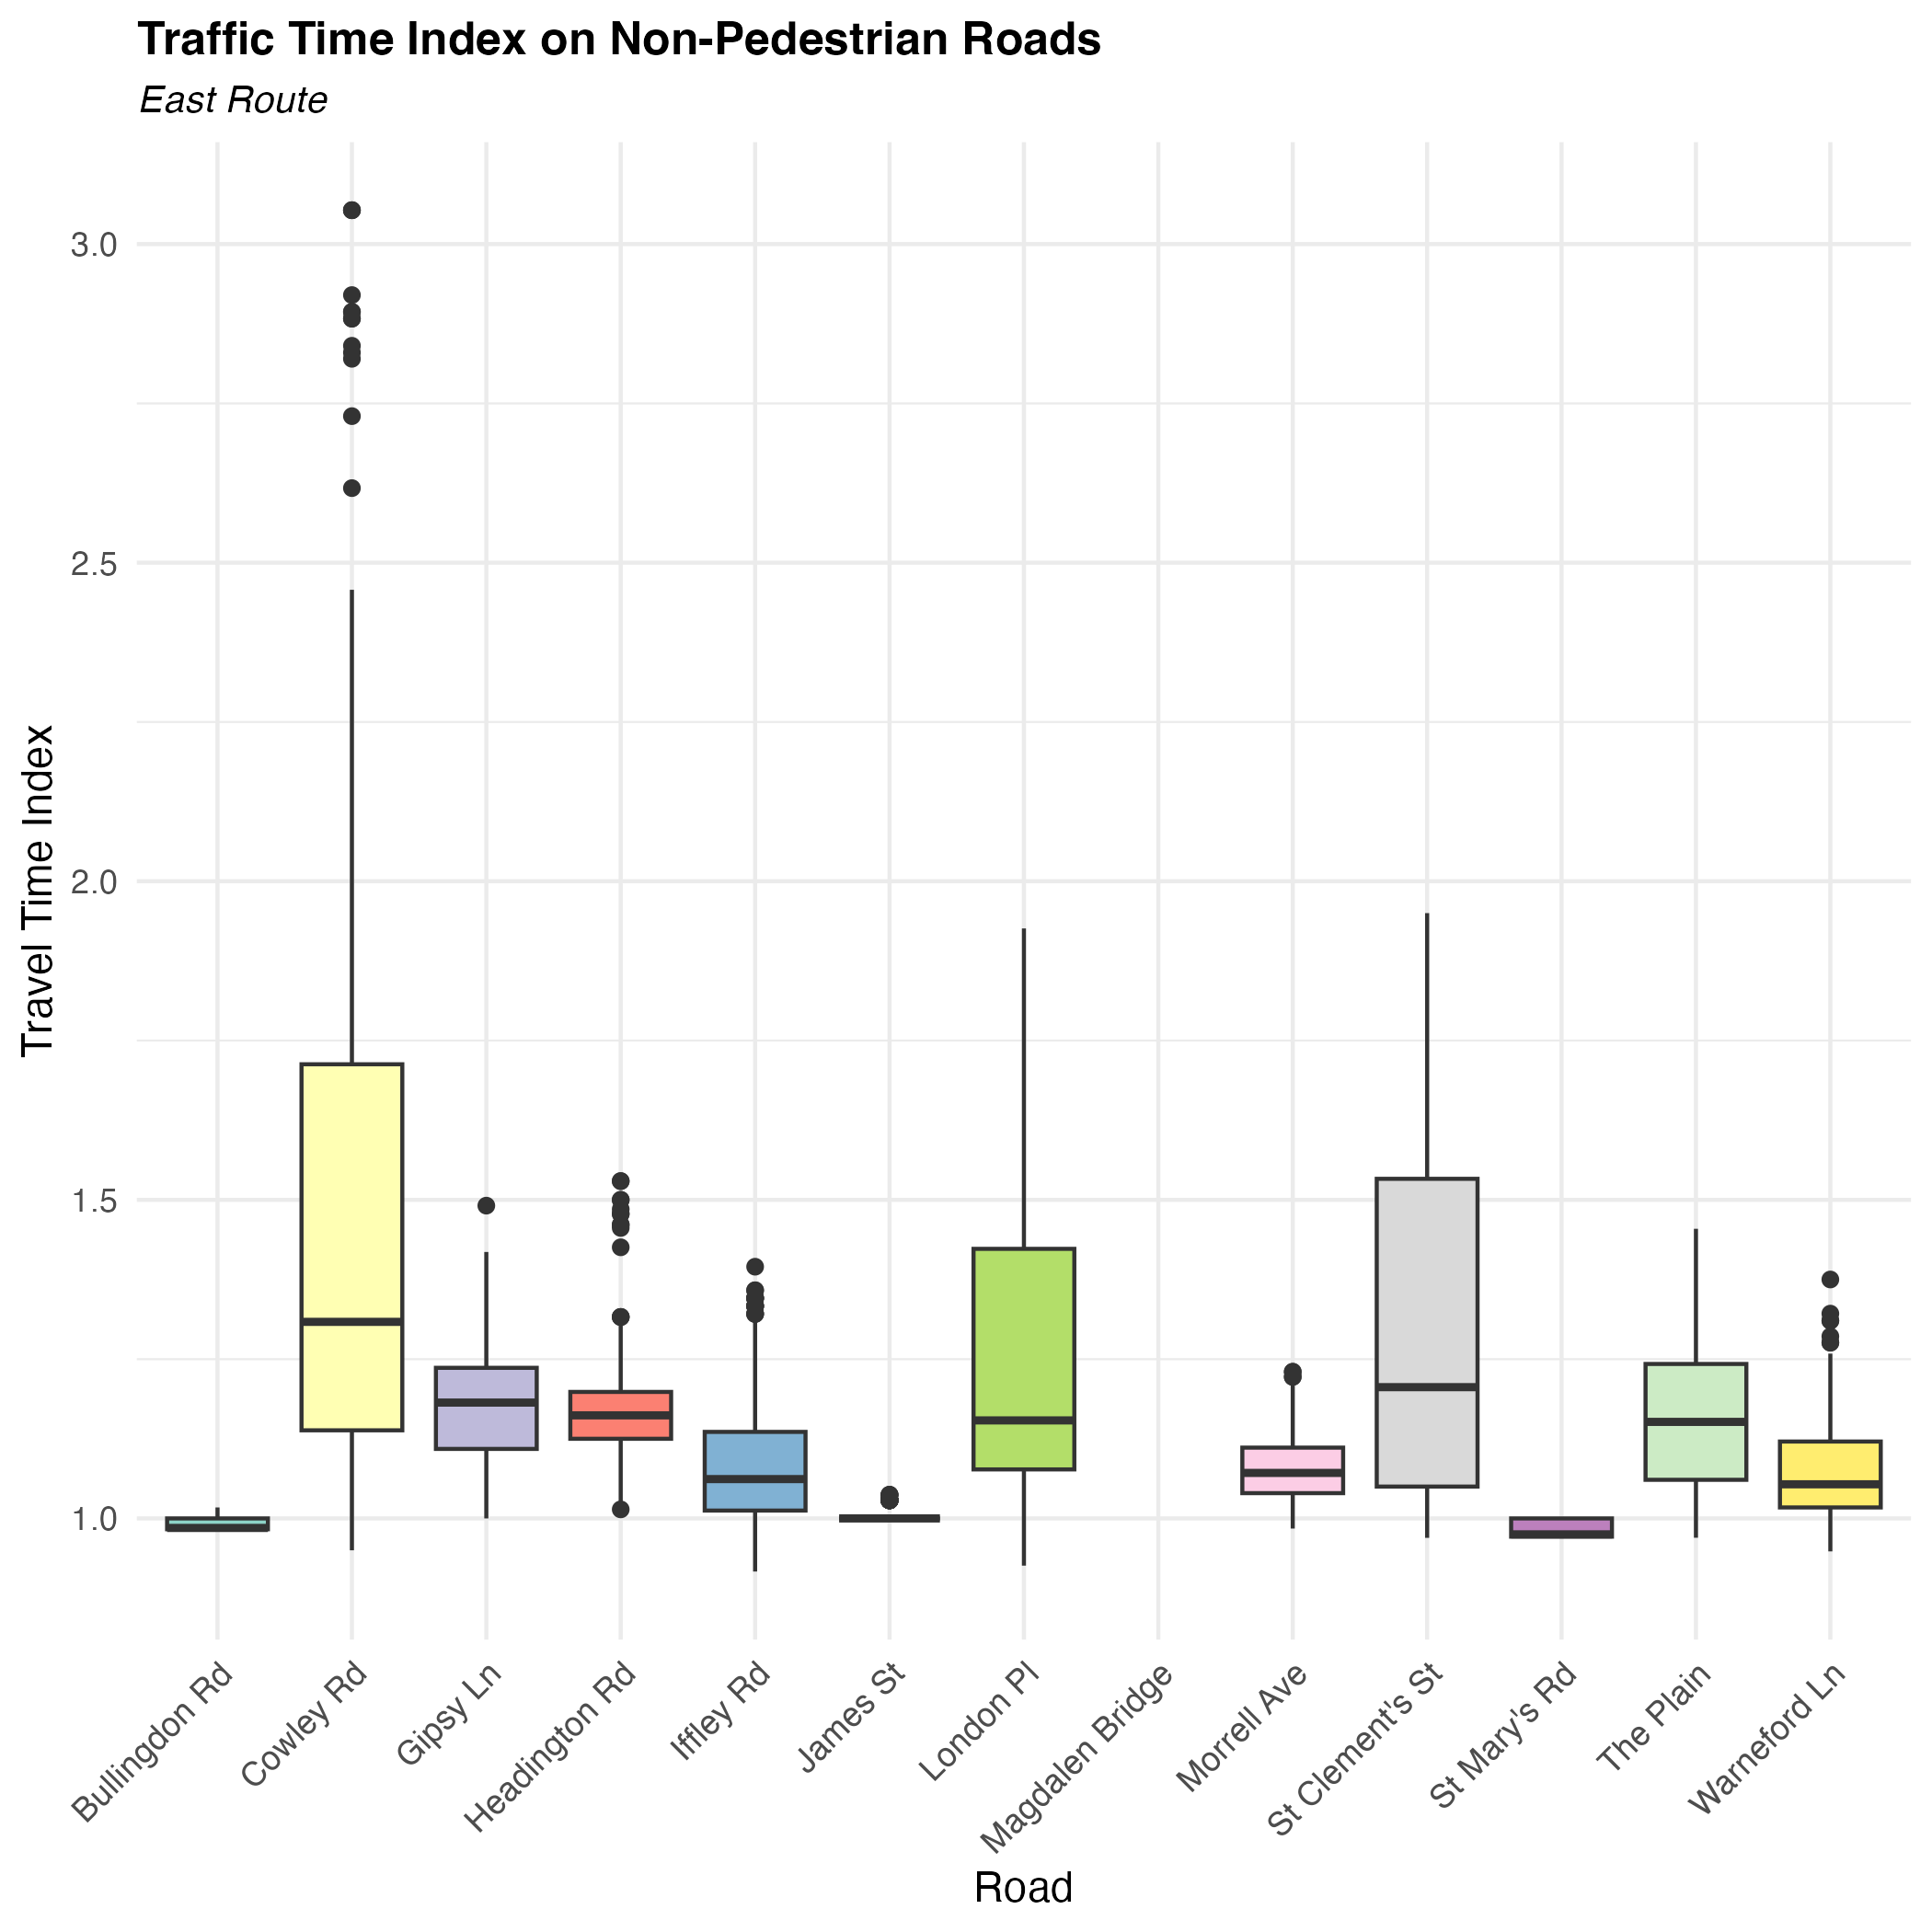 Traffic Time Index on Non-Pedestrian Roads
East Route
Travel Time Index
3.0
2.5
2.0
1.5
1.0
Bullingdon Rd
Cowley Rd
Gipsy Ln
Headington Rd
Iffley Rd
James St
London Pl
Magdalen Bridge
Morrell Ave
St Clement's St
St Mary's Rd
The Plain
Warneford Ln
Road